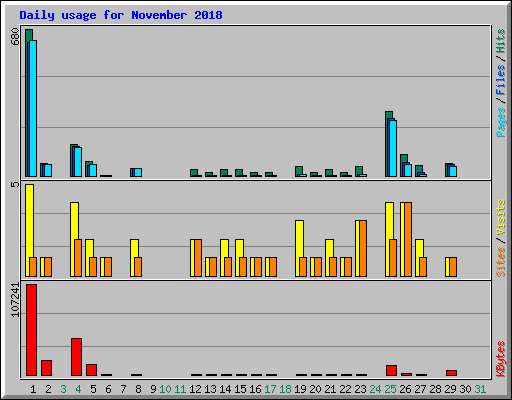 Daily usage for November 2018
680
5
107241
Pages / Files / Hits
Sites / Visits
KBytes
1 2 3 4 5 6 7 8 9 10 11 12 13 14 15 16 17 18 19 20 21 22 23 24 25 26 27 28 29 30 31